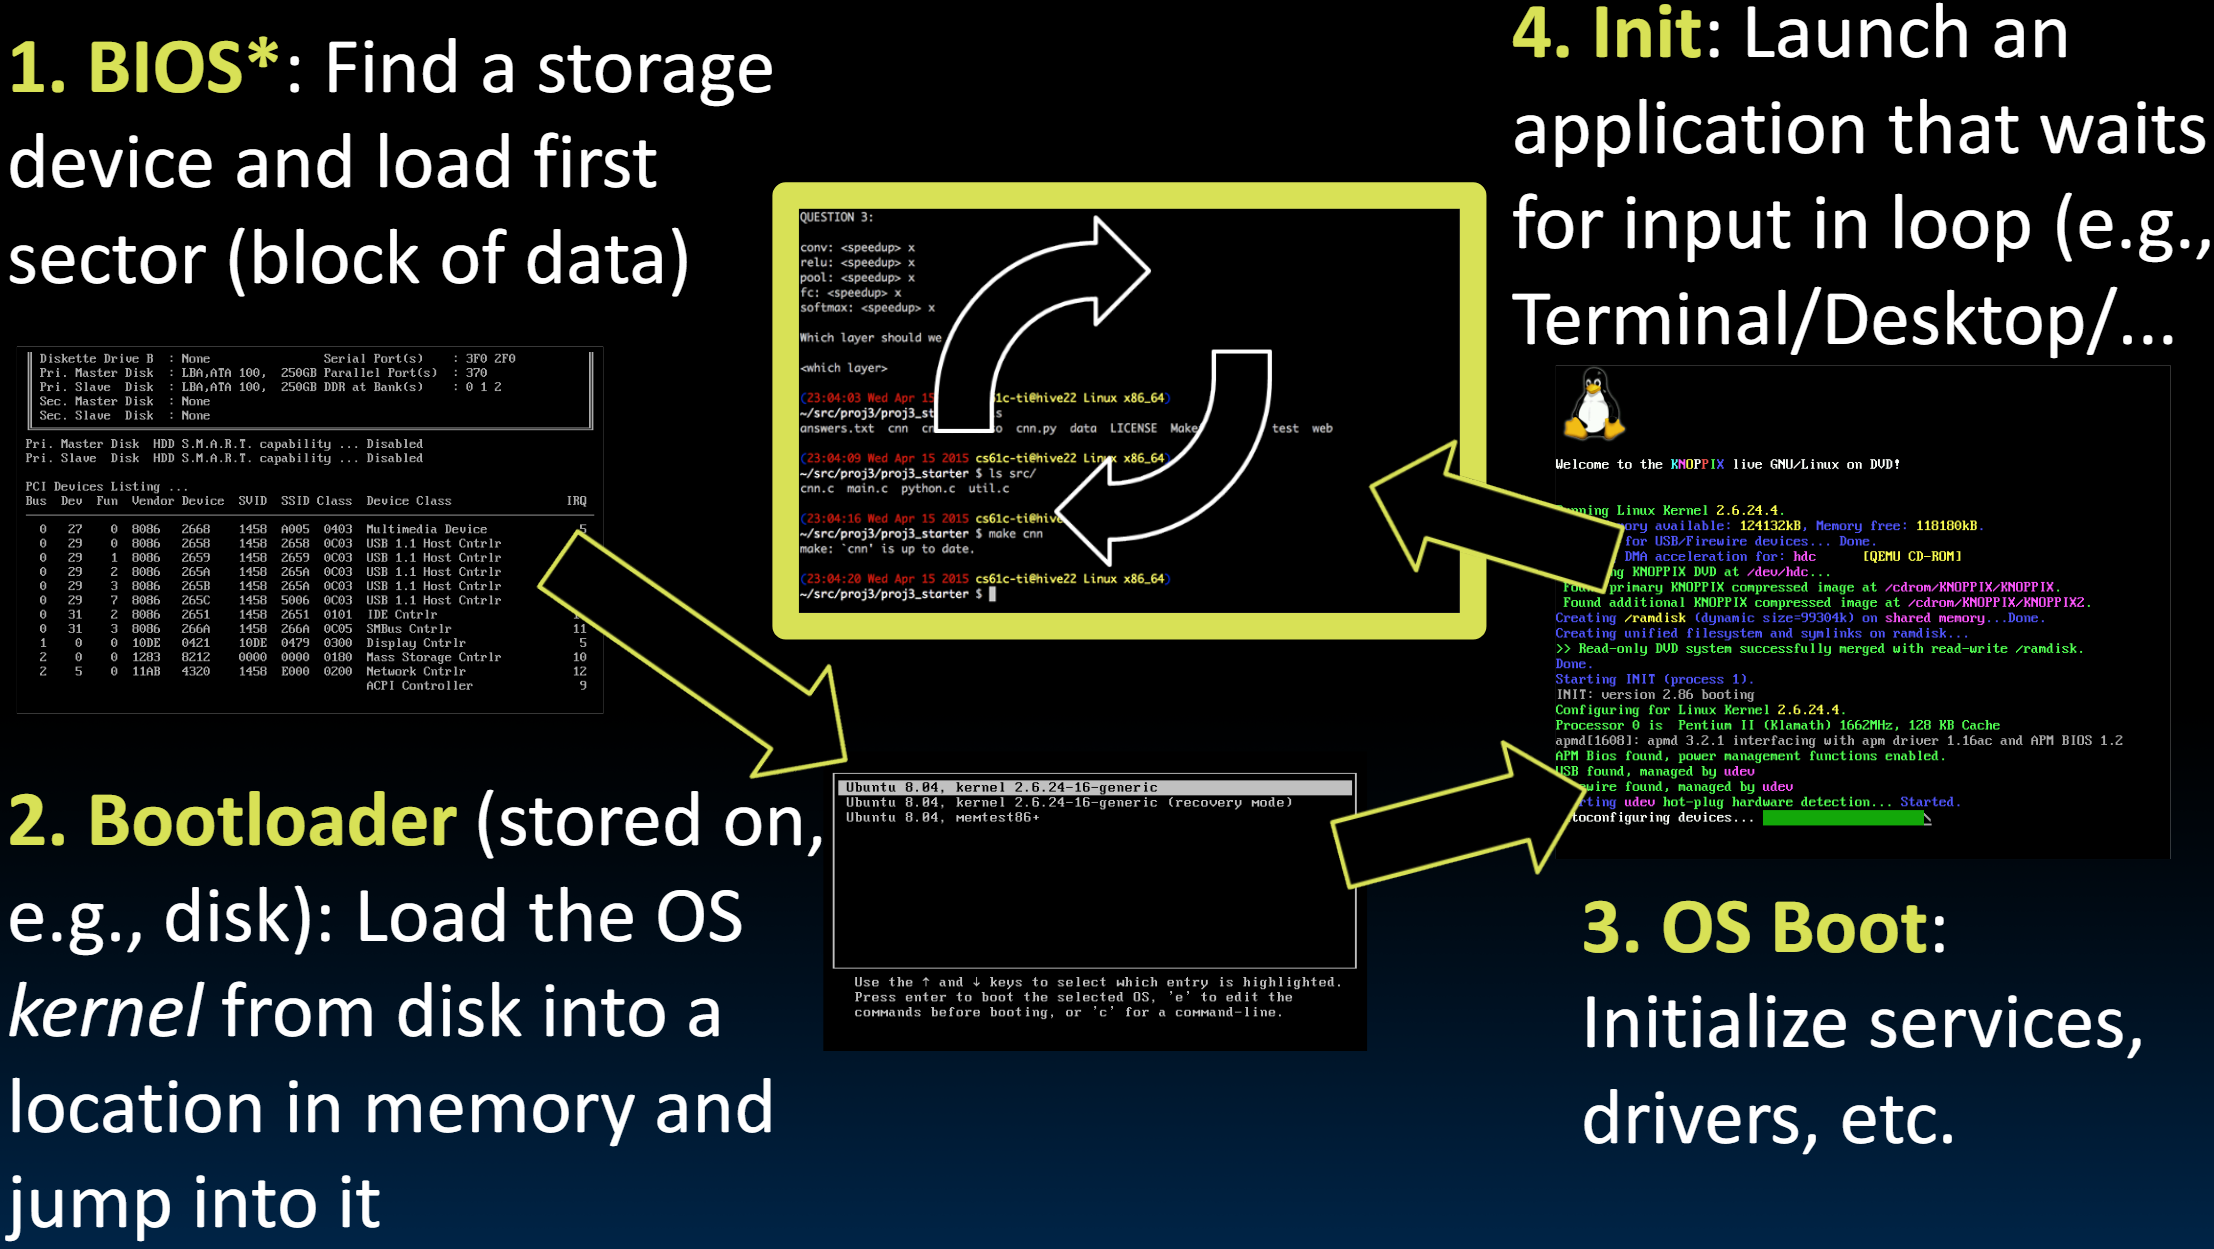 1. BIOS*: Find a storage
device and load first
sector (block of data)
Diskette Drive B : None Serial Port(s) : 3F0 2F0
Pri. Master Disk : LBA,ATA 100, 250GB Parallel Port(s) : 370
Pri. Slave Disk : LBA,ATA 100, 250GB DDR at Bank(s) : 0 1 2
Sec. Master Disk : None
Sec. Slave Disk : None
Pri. Master Disk HDD S.M.A.R.T. capability ... Disabled
Pri. Slave Disk HDD S.M.A.R.T. capability ... Disabled
PCI Devices Listing ...
Bus Dev Fun Vendor Device SVID SSID Class Device Class IRQ
0 27 0 8086 2668 1458 A005 0403 Multimedia Device 5
0 29 0 8086 2658 1458 2658 0C03 USB 1.1 Host Cntrlr
0 29 1 8086 2659 1458 2659 0C03 USB 1.1 Host Cntrlr
0 29 2 8086 265A 1458 265A 0C03 USB 1.1 Host Cntrlr
0 29 3 8086 265B 1458 265A 0C03 USB 1.1 Host Cntrlr
0 29 7 8086 265C 1458 5006 0C03 USB 1.1 Host Cntrlr
0 31 2 8086 2651 1458 2651 0101 IDE Cntrlr
0 31 3 8086 266A 1458 266A 0C05 SMBus Cntrlr 11
1 0 0 10DE 0421 10DE 0479 0300 Display Cntrlr 5
2 0 0 1283 8212 0000 0000 0180 Mass Storage Cntrlr 10
2 5 0 11AB 4320 1458 E000 0200 Network Cntrlr 12
ACPI Controller 9
2. Bootloader (stored on,
e.g., disk): Load the OS
kernel from disk into a
location in memory and
jump into it
Ubuntu 8.04, kernel 2.6.24-16-generic
Ubuntu 8.04, kernel 2.6.24-16-generic (recovery mode)
Ubuntu 8.04, memtest86+
Use the ↑ and ↓ keys to select which entry is highlighted.
Press enter to boot the selected OS, 'e' to edit the
commands before booting, or 'c' for a command-line.
3. OS Boot:
Initialize services,
drivers, etc.
Welcome to the KNOPPIX live GNU/Linux on DVD!
Linux Kernel 2.6.24.4.
available: 124132kB, Memory free: 118180kB.
for USB/Firewire devices... Done.
DMA acceleration for: hdc [QEMU CD-ROM]
KNOPPIX DVD at /dev/hdc...
primary KNOPPIX compressed image at /cdrom/KNOPPIX/KNOPPIX.
Found additional KNOPPIX compressed image at /cdrom/KNOPPIX/KNOPPIX2.
Creating /ramdisk (dynamic size=99304k) on shared memory...Done.
Creating unified filesystem and symlinks on ramdisk...
>> Read-only DVD system successfully merged with read-write /ramdisk.
Done.
Starting INIT (process 1).
INIT: version 2.86 booting
Configuring for Linux Kernel 2.6.24.4.
Processor 0 is Pentium II (Klamath) 1662MHz, 128 KB Cache
apmd[1608]: apmd 3.2.1 interfacing with apm driver 1.16ac and APM BIOS 1.2
APM Bios found, power management functions enabled.
USB found, managed by udev
found, managed by udev
udev hot-plug hardware detection... Started.
toconfiguring devices...
4. Init: Launch an
application that waits
for input in loop (e.g.,
Terminal/Desktop/...
QUESTION 3:
conv: <speedup> x
relu: <speedup> x
pool: <speedup> x
fc: <speedup> x
softmax: <speedup> x
Which layer should we
<which layer>
(23:04:03 Wed Apr 15 61c-ti@hive22 Linux x86_64)
~/src/proj3/proj3_st
answers.txt cnn cnn.py data LICENSE test web
(23:04:09 Wed Apr 15 2015 cs61c-ti@hive22 Linux x86_64)
~/src/proj3/proj3_starter $ ls src/
cnn.c main.c python.c util.c
(23:04:16 Wed Apr 15 2015 cs61c-ti@hive
~/src/proj3/proj3_starter $ make cnn
make: `cnn' is up to date.
(23:04:20 Wed Apr 15 2015 cs61c-ti@hive22 Linux x86_64)
~/src/proj3/proj3_starter $